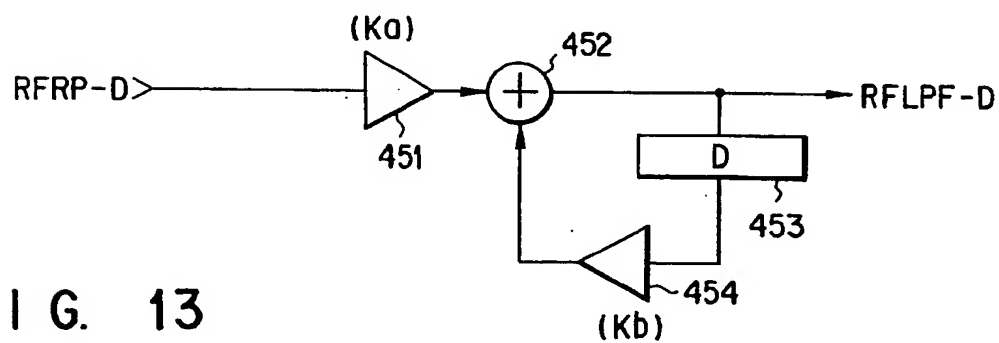 (Ka)
452
RFRP-D
+
RFLPF-D
451
D
453
454
(Kb)
I G. 13